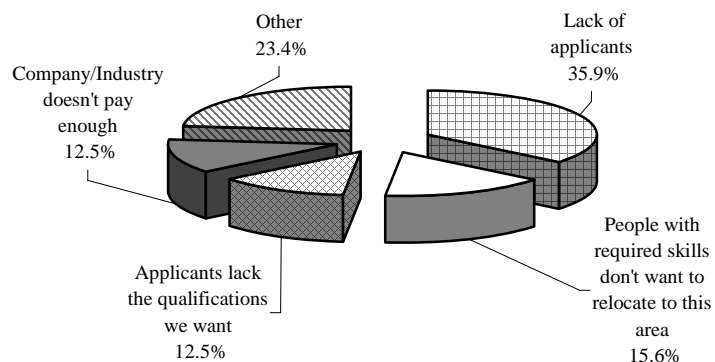 Other
23.4%
Lack of
applicants
35.9%
Company/Industry
doesn't pay
enough
12.5%
People with
required skills
don't want to
relocate to this
area
15.6%
Applicants lack
the qualifications
we want
12.5%